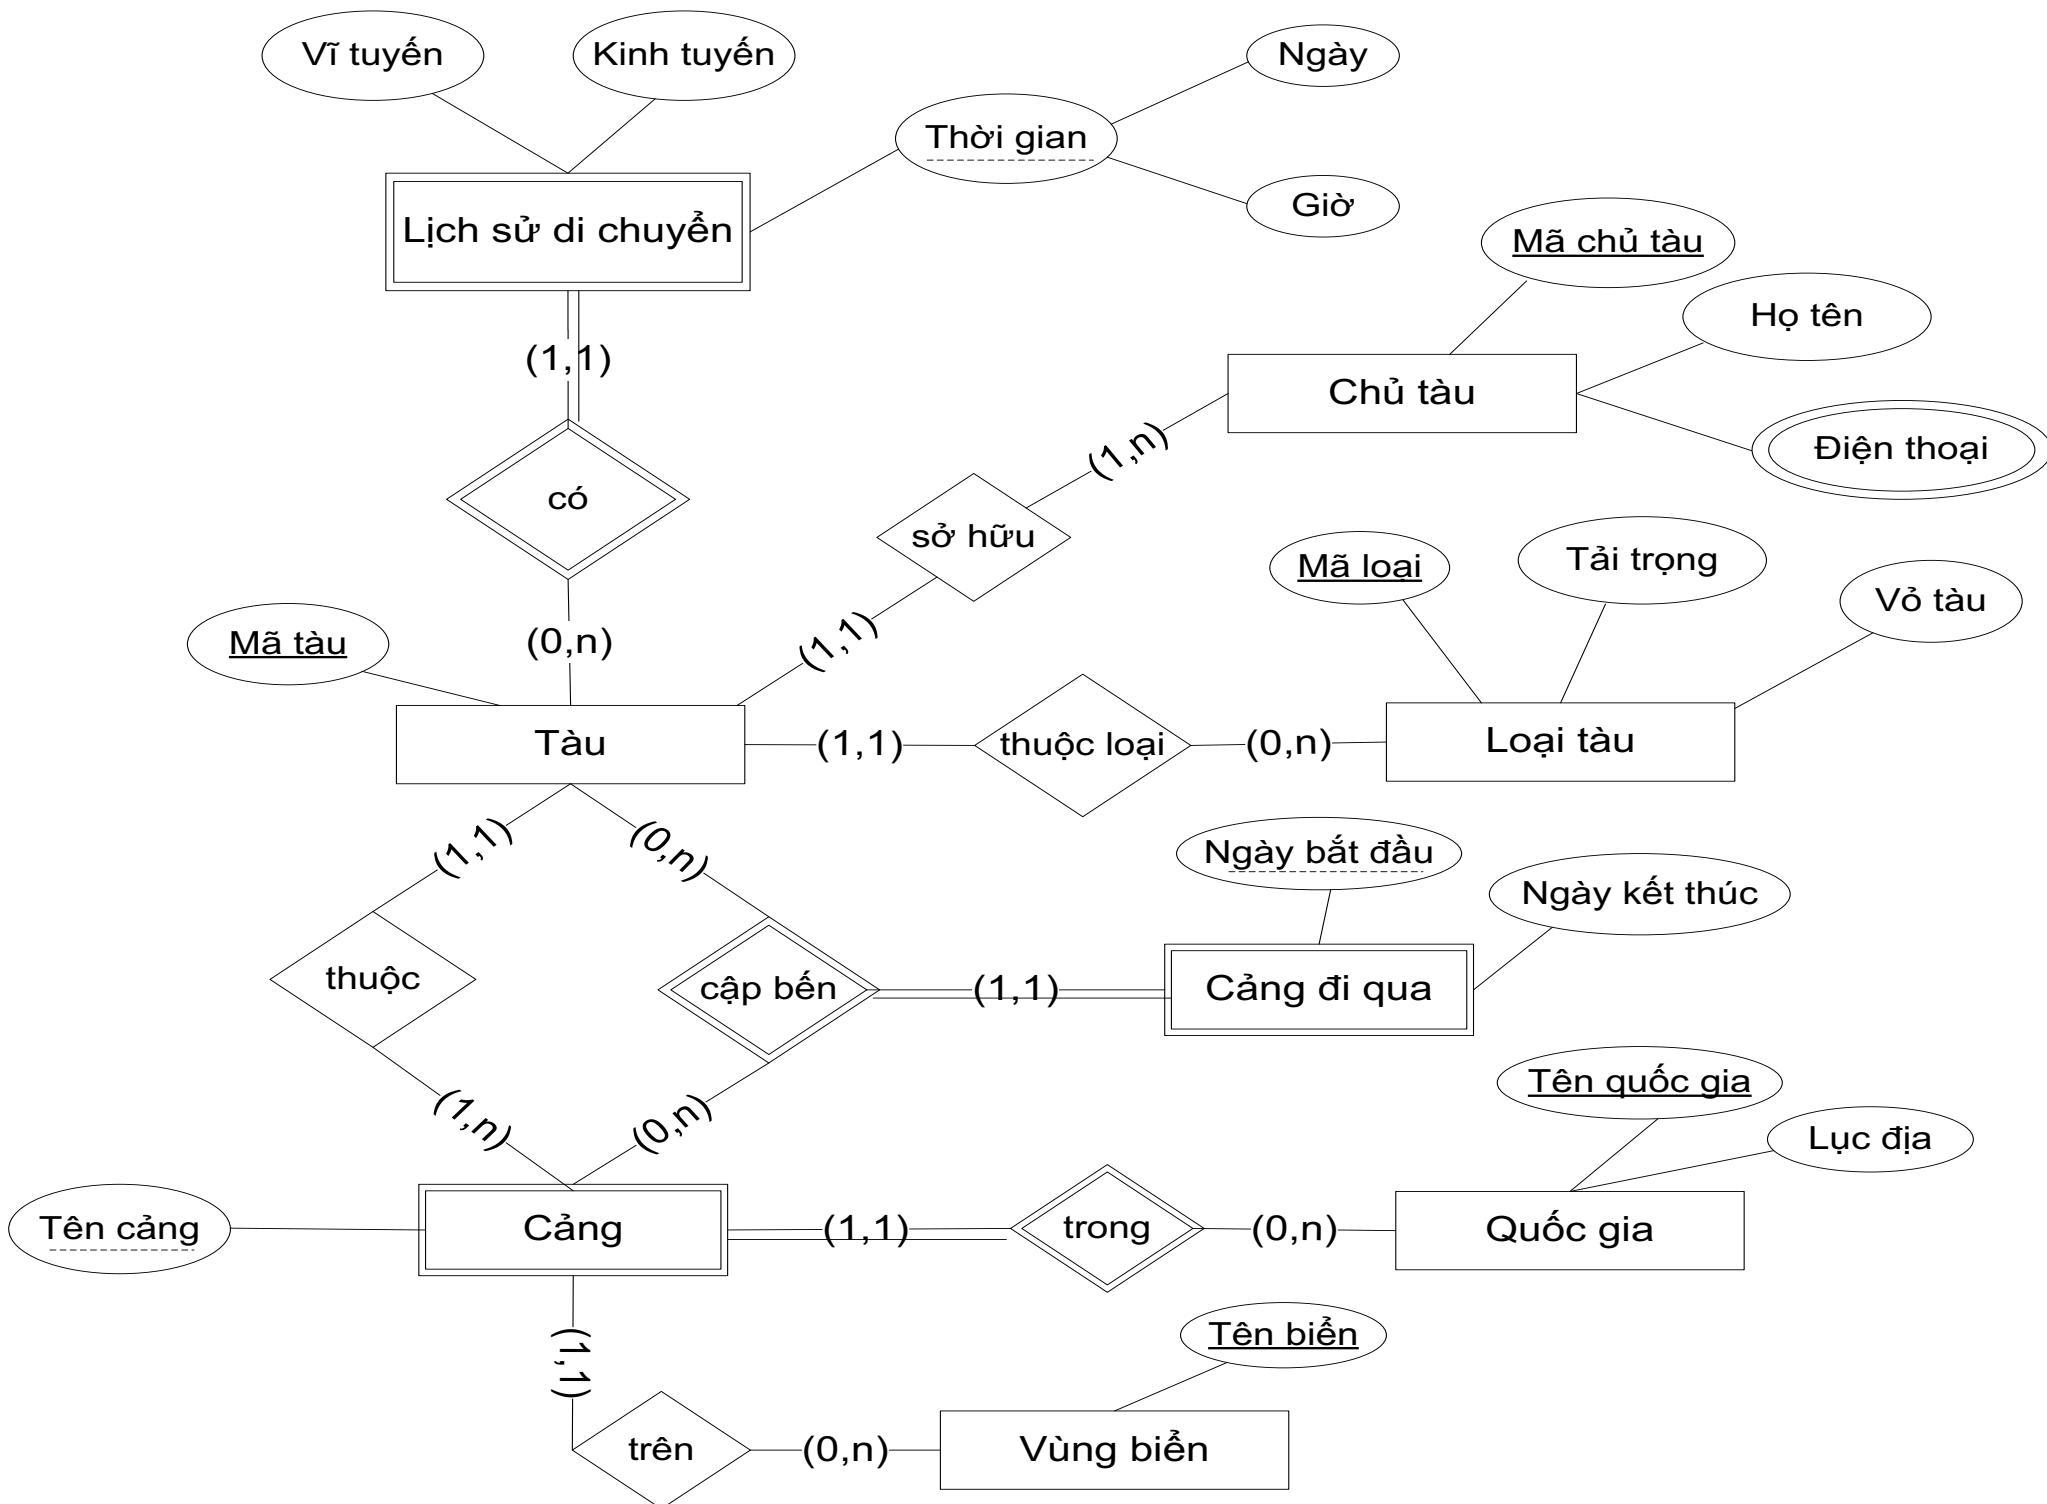 Vĩ tuyến
Kinh tuyến
Ngày
Thời gian
Giờ
Lịch sử di chuyển
Mã chủ tàu
Họ tên
(1,1)
Chủ tàu
Điện thoại
(1,n)
có
sở hữu
Mã loại
Tải trọng
Vỏ tàu
Mã tàu
(0,n)
(1,1)
Tàu
(1,1)
thuộc loại
(0,n)
Loại tàu
(1,1)
(0,n)
Ngày bắt đầu
Ngày kết thúc
thuộc
cập bến
(1,1)
Cảng đi qua
Tên quốc gia
(1,n)
(0,n)
Lục địa
Tên cảng
Cảng
(1,1)
trong
(0,n)
Quốc gia
Tên biển
(1,1)
trên
(0,n)
Vùng biển